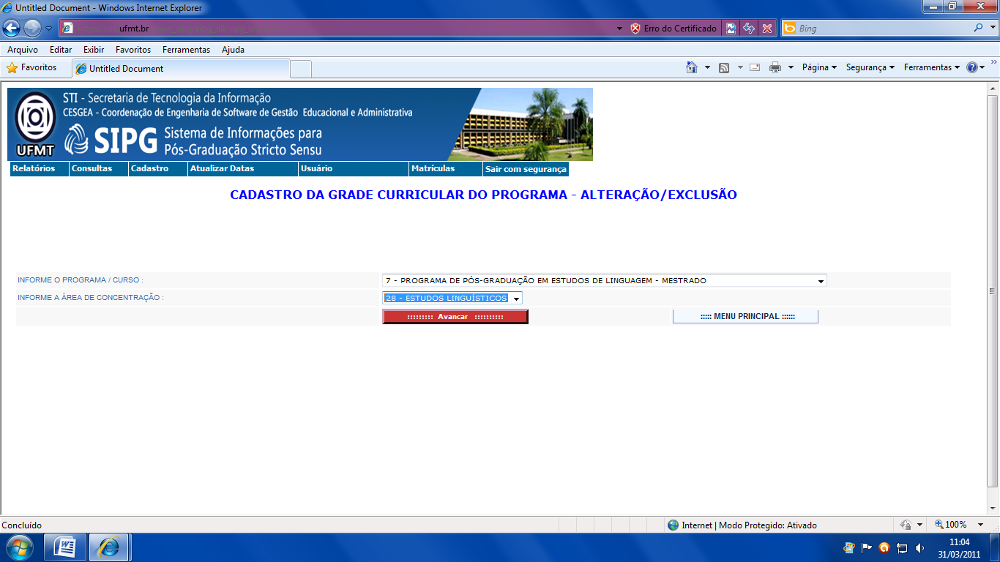 Untitled Document - Windows Internet Explorer
ufmt.br
Erro do Certificado
Bing
Arquivo Editar Exibir Favoritos Ferramentas Ajuda
Favoritos
Untitled Document
Página Segurança Ferramentas
STI - Secretaria de Tecnologia da Informação
CESGEA - Coordenação de Engenharia de Software de Gestão Educacional e Administrativa
UFMT
SIPG
Sistema de Informações para
Pós-Graduação Stricto Sensu
Relatórios Consultas Cadastro Atualizar Datas Usuário Matrículas Sair com segurança
CADASTRO DA GRADE CURRICULAR DO PROGRAMA - ALTERAÇÃO/EXCLUSÃO
INFORME O PROGRAMA / CURSO : 7 - PROGRAMA DE PÓS-GRADUAÇÃO EM ESTUDOS DE LINGUAGEM - MESTRADO
INFORME A ÁREA DE CONCENTRAÇÃO : 28 - ESTUDOS LINGUÍSTICOS
::::::::: Avancar :::::::::: ::::: MENU PRINCIPAL ::::::
Concluído
Internet | Modo Protegido: Ativado
100%
11:04
31/03/2011